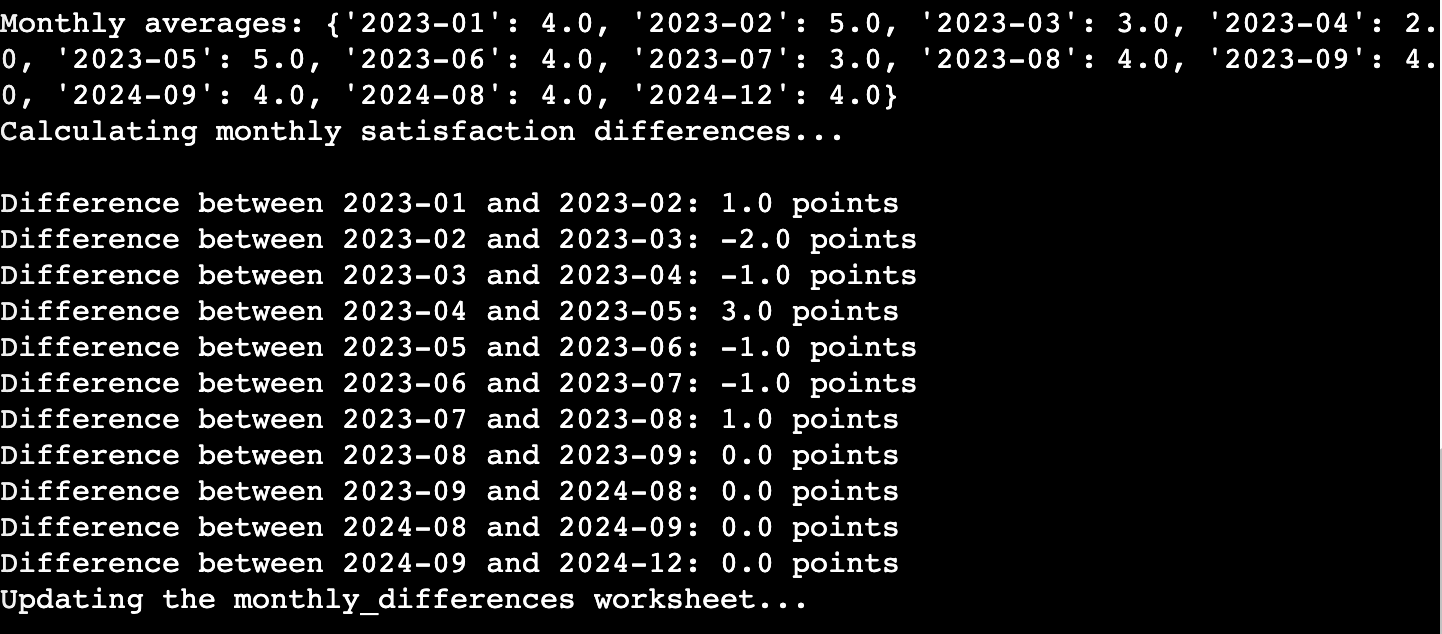 Monthly averages: {'2023-01': 4.0, '2023-02': 5.0, '2023-03': 3.0, '2023-04': 2.
0, '2023-05': 5.0, '2023-06': 4.0, '2023-07': 3.0, '2023-08': 4.0, '2023-09': 4.
0, '2024-09': 4.0, '2024-08': 4.0, '2024-12': 4.0}
Calculating monthly satisfaction differences...
Difference between 2023-01 and 2023-02: 1.0 points
Difference between 2023-02 and 2023-03: -2.0 points
Difference between 2023-03 and 2023-04: -1.0 points
Difference between 2023-04 and 2023-05: 3.0 points
Difference between 2023-05 and 2023-06: -1.0 points
Difference between 2023-06 and 2023-07: -1.0 points
Difference between 2023-07 and 2023-08: 1.0 points
Difference between 2023-08 and 2023-09: 0.0 points
Difference between 2023-09 and 2024-08: 0.0 points
Difference between 2024-08 and 2024-09: 0.0 points
Difference between 2024-09 and 2024-12: 0.0 points
Updating the monthly_differences worksheet...